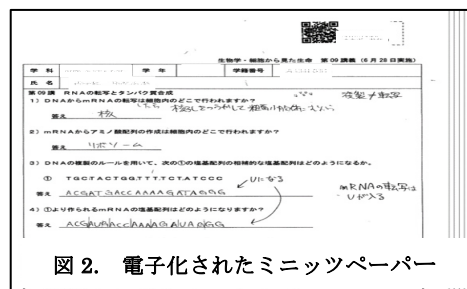 生物学・細胞から見た生命 第09講義(6月28日実施)
学 科 学 年 学籍番号
氏 名
第09講 RNAの転写とタンパク質合成
複製≠転写
1)DNAからmRNAの転写は細胞内のどこで行われますか?
答え 核
2)mRNAからアミノ酸配列の作成は細胞内のどこで行われますか?
答え リボソーム
3)DNAの複製のルールを用いて、次の①の塩基配列の相補的な塩基配列はどのようになるか。
① TGCTACTGGTTTTCTATCCC
Uになる
答え ACGATGACCAAAAGATAGGG
mRNAの転写は
Uが入る
4)①より作られるmRNAの塩基配列はどのようになりますか?
答え
図 2. 電子化されたミニッツペーパー